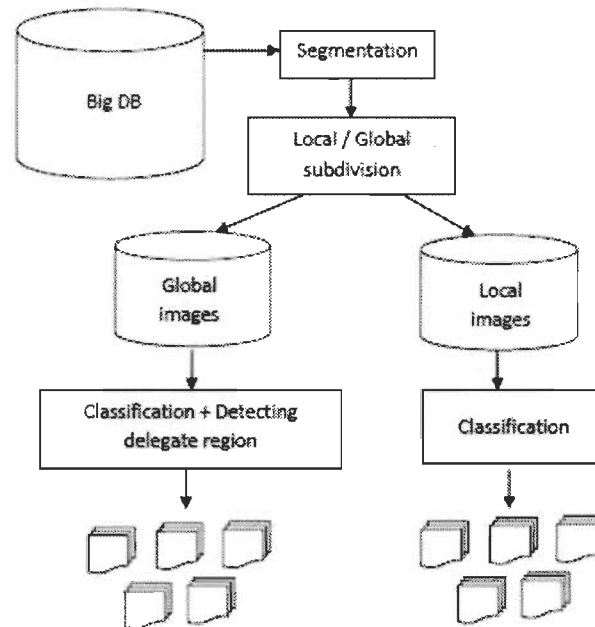 Big DB
Segmentation
Local / Global
subdivision
Global
images
Local
images
Classification + Detecting
delegate region
Classification